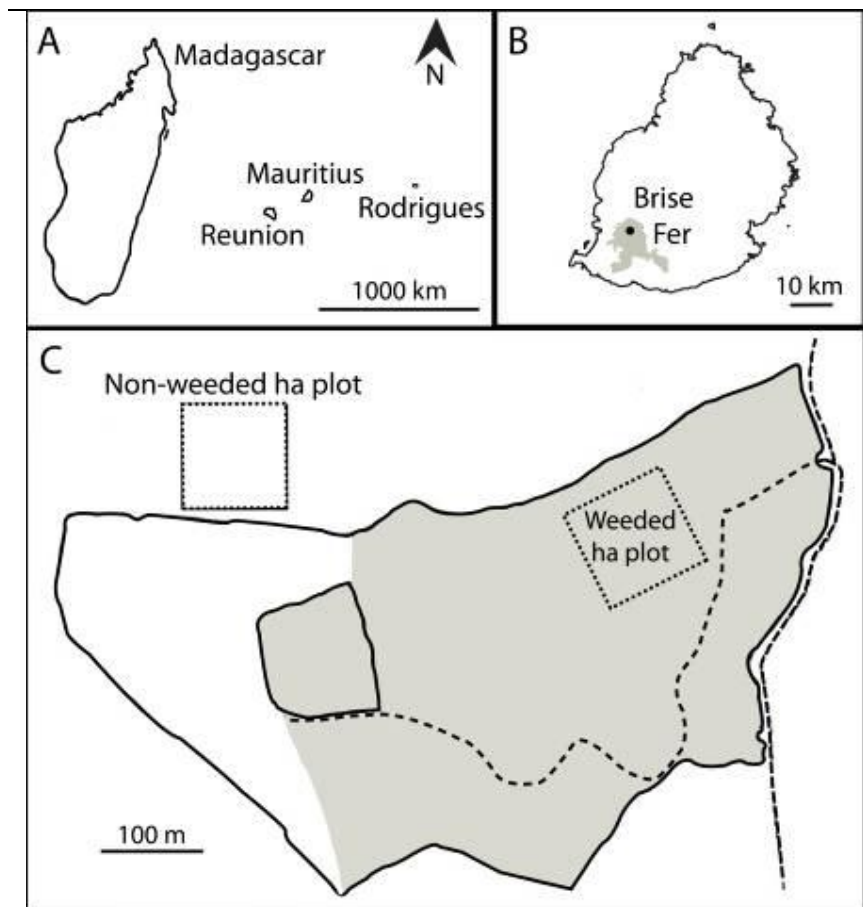 A
Madagascar
N
Mauritius
Reunion
Rodrigues
1000 km
B
Brise
Fer
10 km
C
Non-weeded ha plot
Weeded
ha plot
100 m